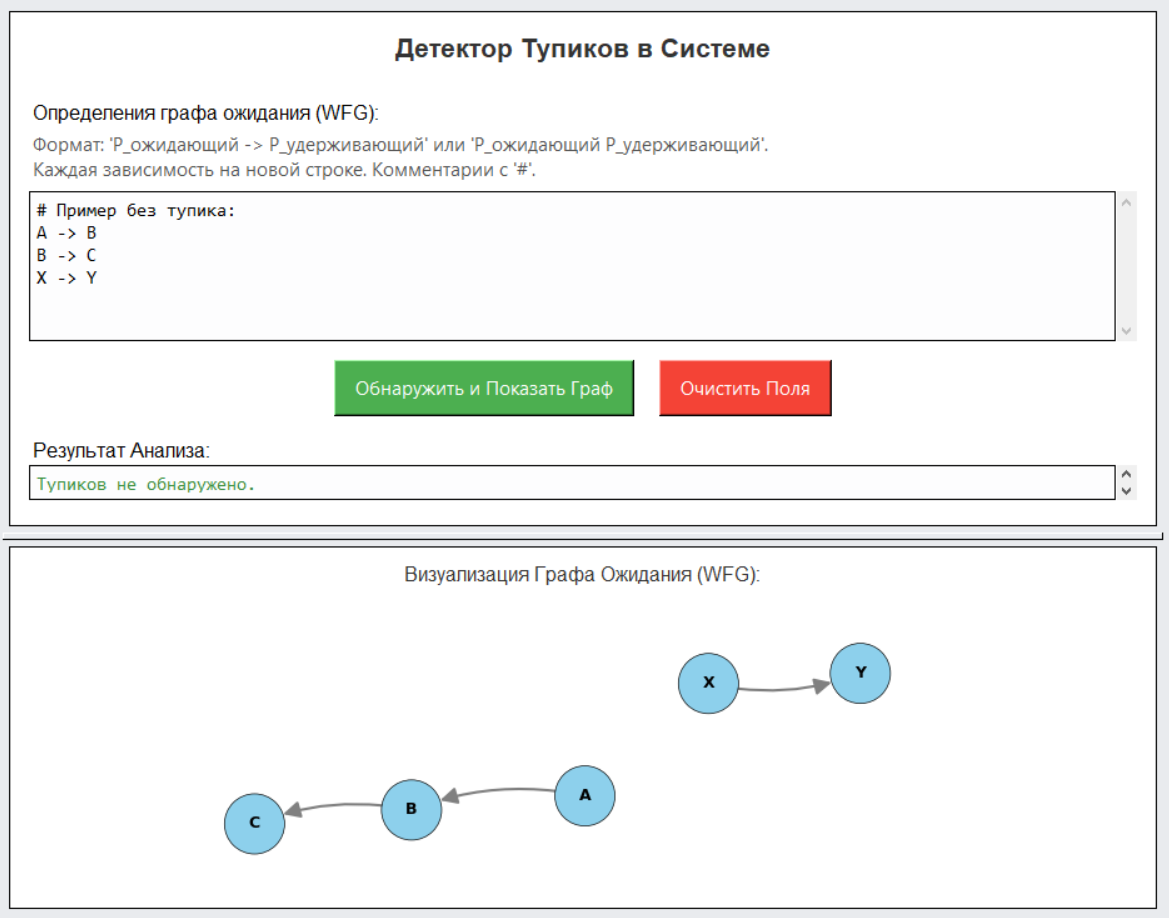 Детектор Тупиков в Системе
Определения графа ожидания (WFG):
Формат: 'P_ожидающий -> P_удерживающий' или 'P_ожидающий P_удерживающий'.
Каждая зависимость на новой строке. Комментарии с '#'.
# Пример без тупика:
A -> B
B -> C
X -> Y
Обнаружить и Показать Граф
Очистить Поля
Результат Анализа:
Тупиков не обнаружено.
Визуализация Графа Ожидания (WFG):
X
Y
C
B
A